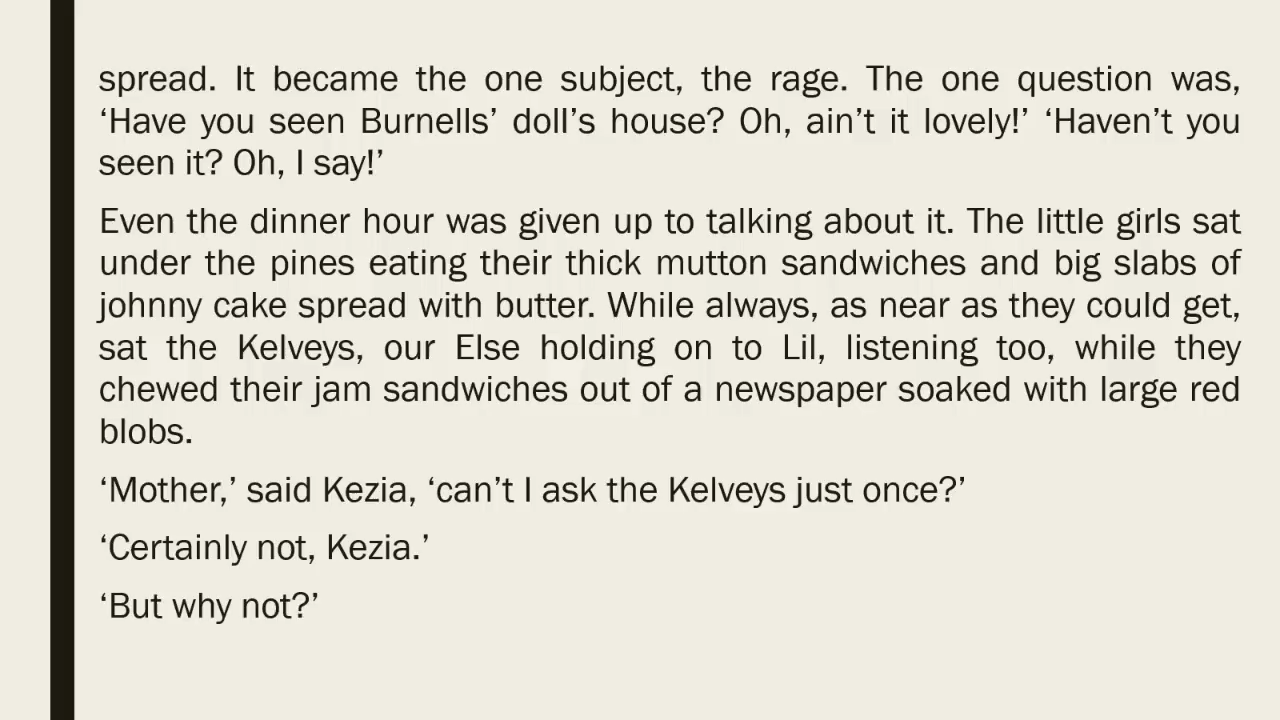 spread. It became the one subject, the rage. The one question was,
‘Have you seen Burnells’ doll’s house? Oh, ain’t it lovely!’ ‘Haven’t you
seen it? Oh, I say!’
Even the dinner hour was given up to talking about it. The little girls sat
under the pines eating their thick mutton sandwiches and big slabs of
johnny cake spread with butter. While always, as near as they could get,
sat the Kelveys, our Else holding on to Lil, listening too, while they
chewed their jam sandwiches out of a newspaper soaked with large red
blobs.
‘Mother,’ said Kezia, ‘can’t I ask the Kelveys just once?’
‘Certainly not, Kezia.’
‘But why not?’